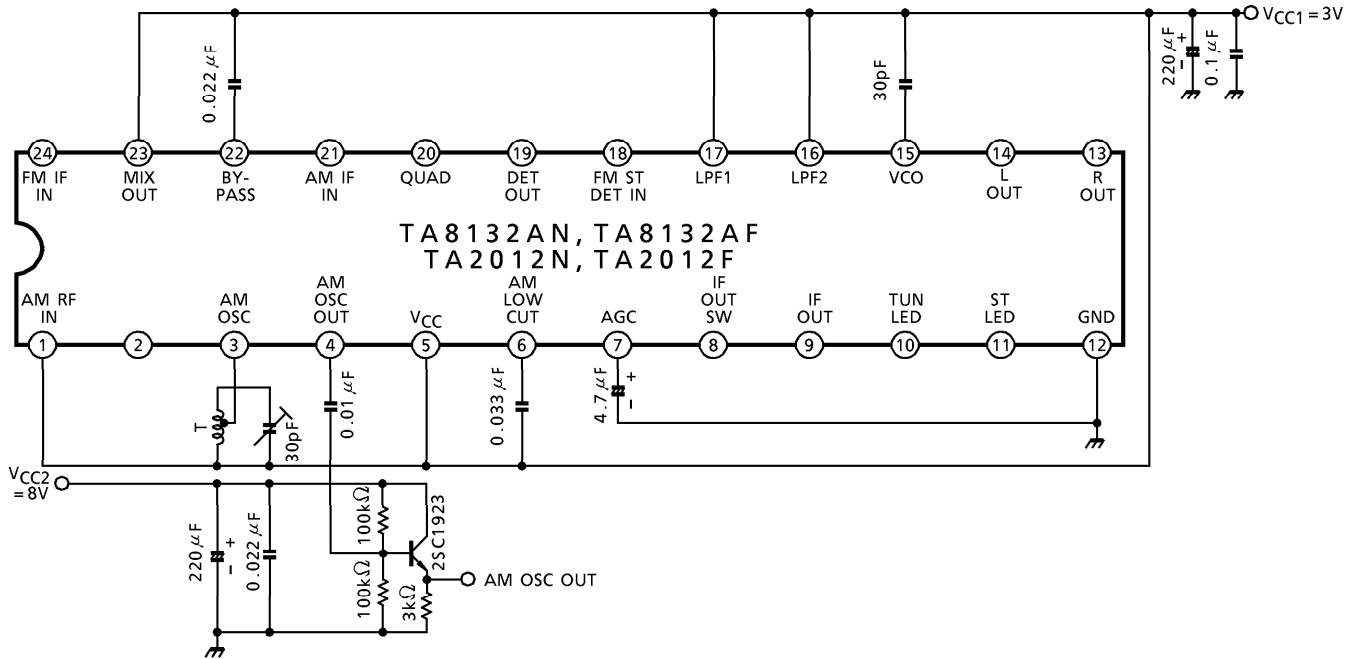 VCC1 = 3V
0.022 μF
30pF
220 μF
+
−
0.1 μF
24 23 22 21 20 19 18 17 16 15 14 13
FM IF IN
MIX OUT
BY-PASS
AM IF IN
QUAD
DET OUT
FM ST DET IN
LPF1
LPF2
VCO
L OUT
R OUT
TA8132AN, TA8132AF
TA2012N, TA2012F
AM RF IN
AM OSC
AM OSC OUT
VCC
AM LOW CUT
AGC
IF OUT SW
IF OUT
TUN LED
ST LED
GND
1 2 3 4 5 6 7 8 9 10 11 12
T
30pF
0.01 μF
0.033 μF
4.7 μF
+
−
VCC2 = 8V
220 μF
+
−
0.022 μF
100kΩ
100kΩ
2SC1923
3kΩ
AM OSC OUT